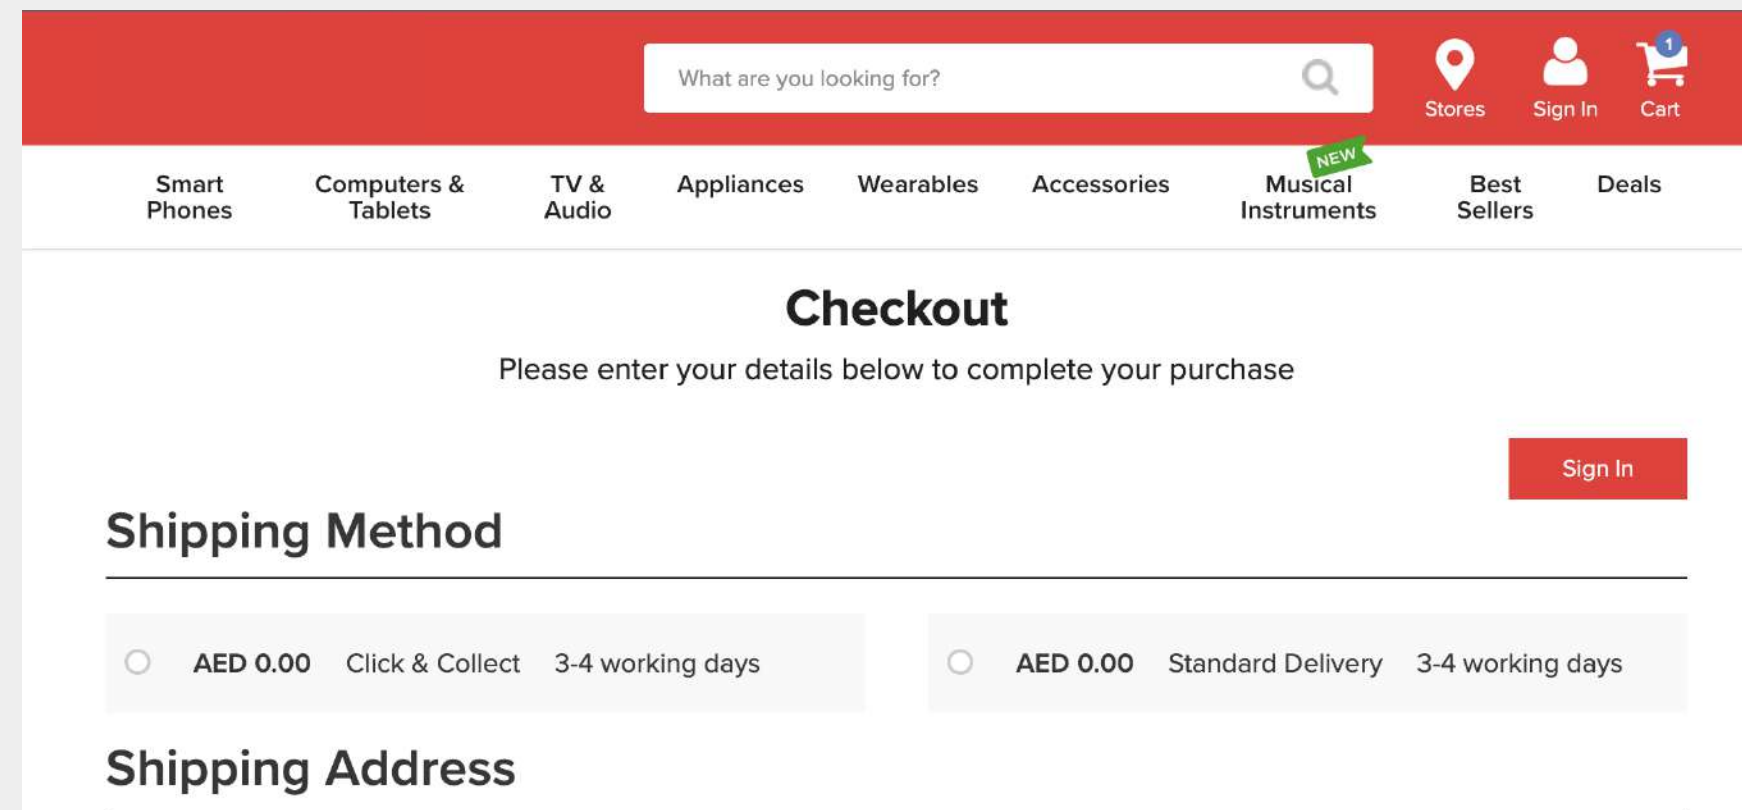 What are you looking for?
1
Stores
Sign In
Cart
NEW
Smart
Phones
Computers &
Tablets
TV &
Audio
Appliances
Wearables
Accessories
Musical
Instruments
Best
Sellers
Deals
Checkout
Please enter your details below to complete your purchase
Sign In
Shipping Method
AED 0.00 Click & Collect 3-4 working days
AED 0.00 Standard Delivery 3-4 working days
Shipping Address